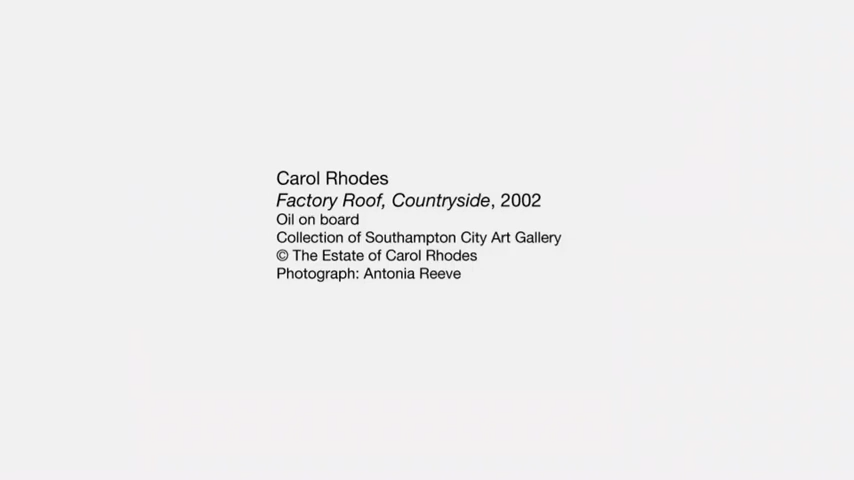 Carol Rhodes
Factory Roof, Countryside, 2002
Oil on board
Collection of Southampton City Art Gallery
© The Estate of Carol Rhodes
Photograph: Antonia Reeve